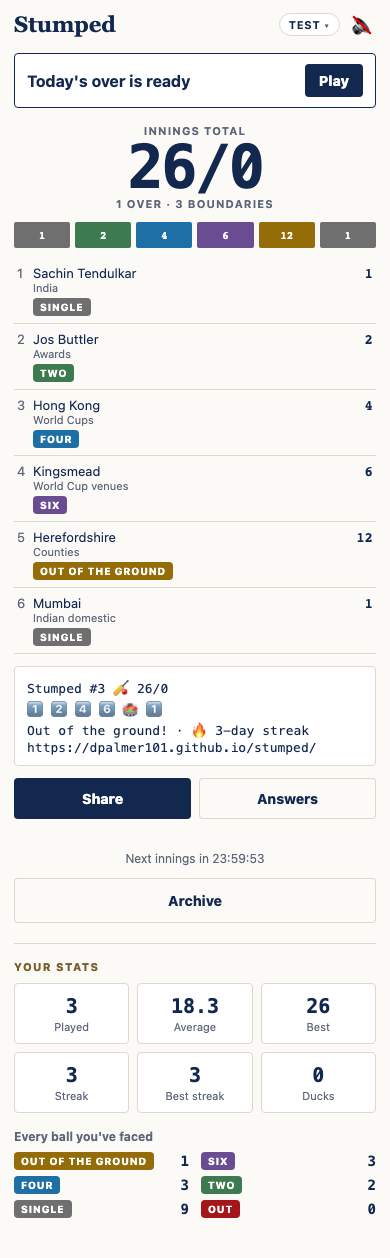 Stumped
TEST ▾
Today's over is ready
Play
INNINGS TOTAL
26/0
1 OVER · 3 BOUNDARIES
1 2 4 6 12 1
1 Sachin Tendulkar 1
India
SINGLE
2 Jos Buttler 2
Awards
TWO
3 Hong Kong 4
World Cups
FOUR
4 Kingsmead 6
World Cup venues
SIX
5 Herefordshire 12
Counties
OUT OF THE GROUND
6 Mumbai 1
Indian domestic
SINGLE
Stumped #3 🏏 26/0
1️⃣ 2️⃣ 4️⃣ 6️⃣ 🏟️ 1️⃣
Out of the ground! · 🔥 3-day streak
https://dpalmer101.github.io/stumped/
Share
Answers
Next innings in 23:59:53
Archive
YOUR STATS
3 18.3 26
Played Average Best
3 3 0
Streak Best streak Ducks
Every ball you've faced
OUT OF THE GROUND 1 SIX 3
FOUR 3 TWO 2
SINGLE 9 OUT 0